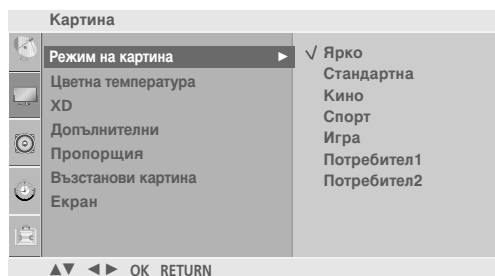 Картина
Режим на картина
Цветна температура
XD
Допълнителни
Пропорщия
Възстанови картина
Екран
Ярко
Стандартна
Кино
Спорт
Игра
Потребител1
Потребител2
OK RETURN